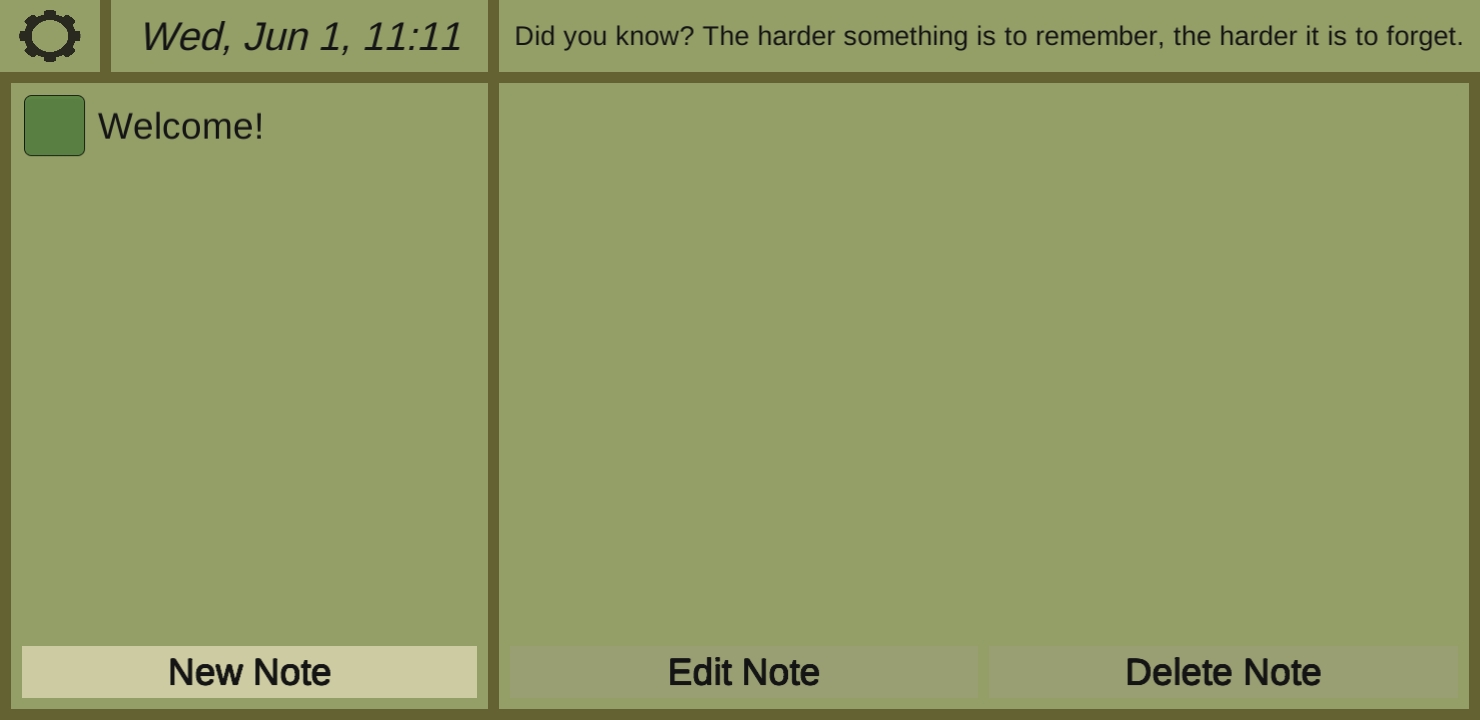 Wed, Jun 1, 11:11
Did you know? The harder something is to remember, the harder it is to forget.
Welcome!
New Note
Edit Note
Delete Note